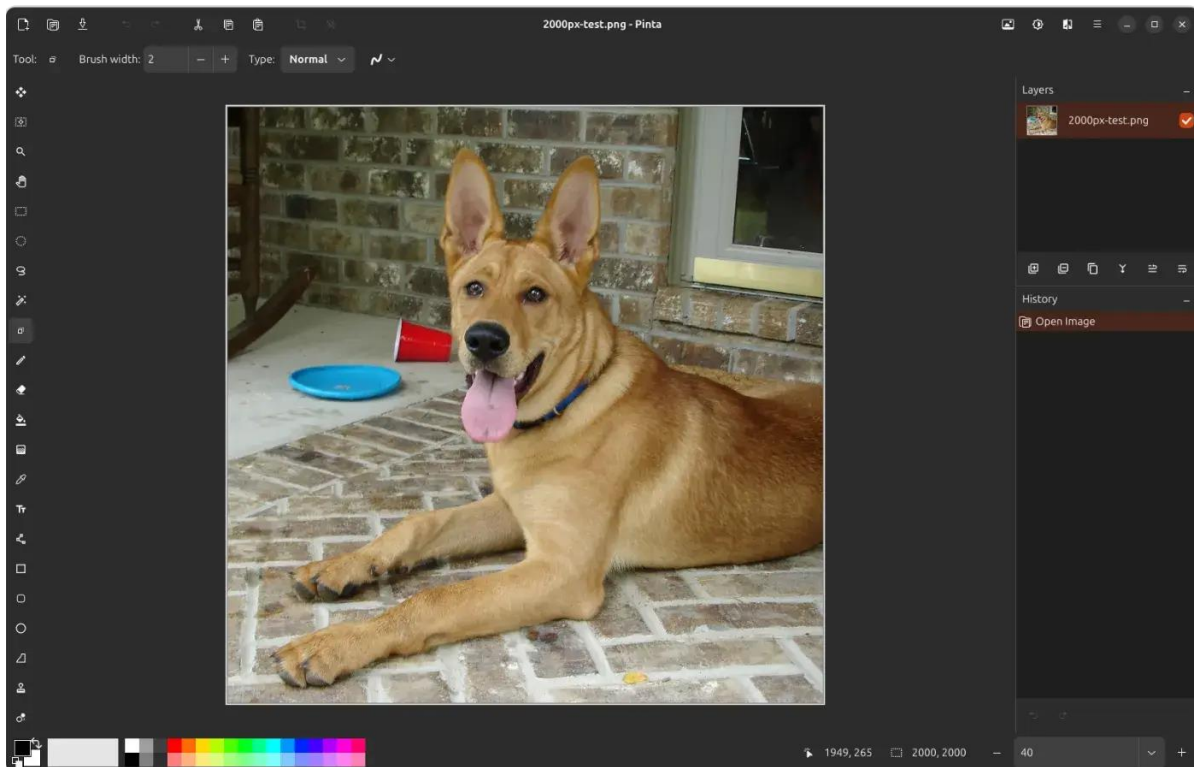 2000px-test.png - Pinta
Tool: Brush width: 2 Type: Normal
Layers
2000px-test.png
History
Open Image
Tr
1949, 265 2000, 2000 40